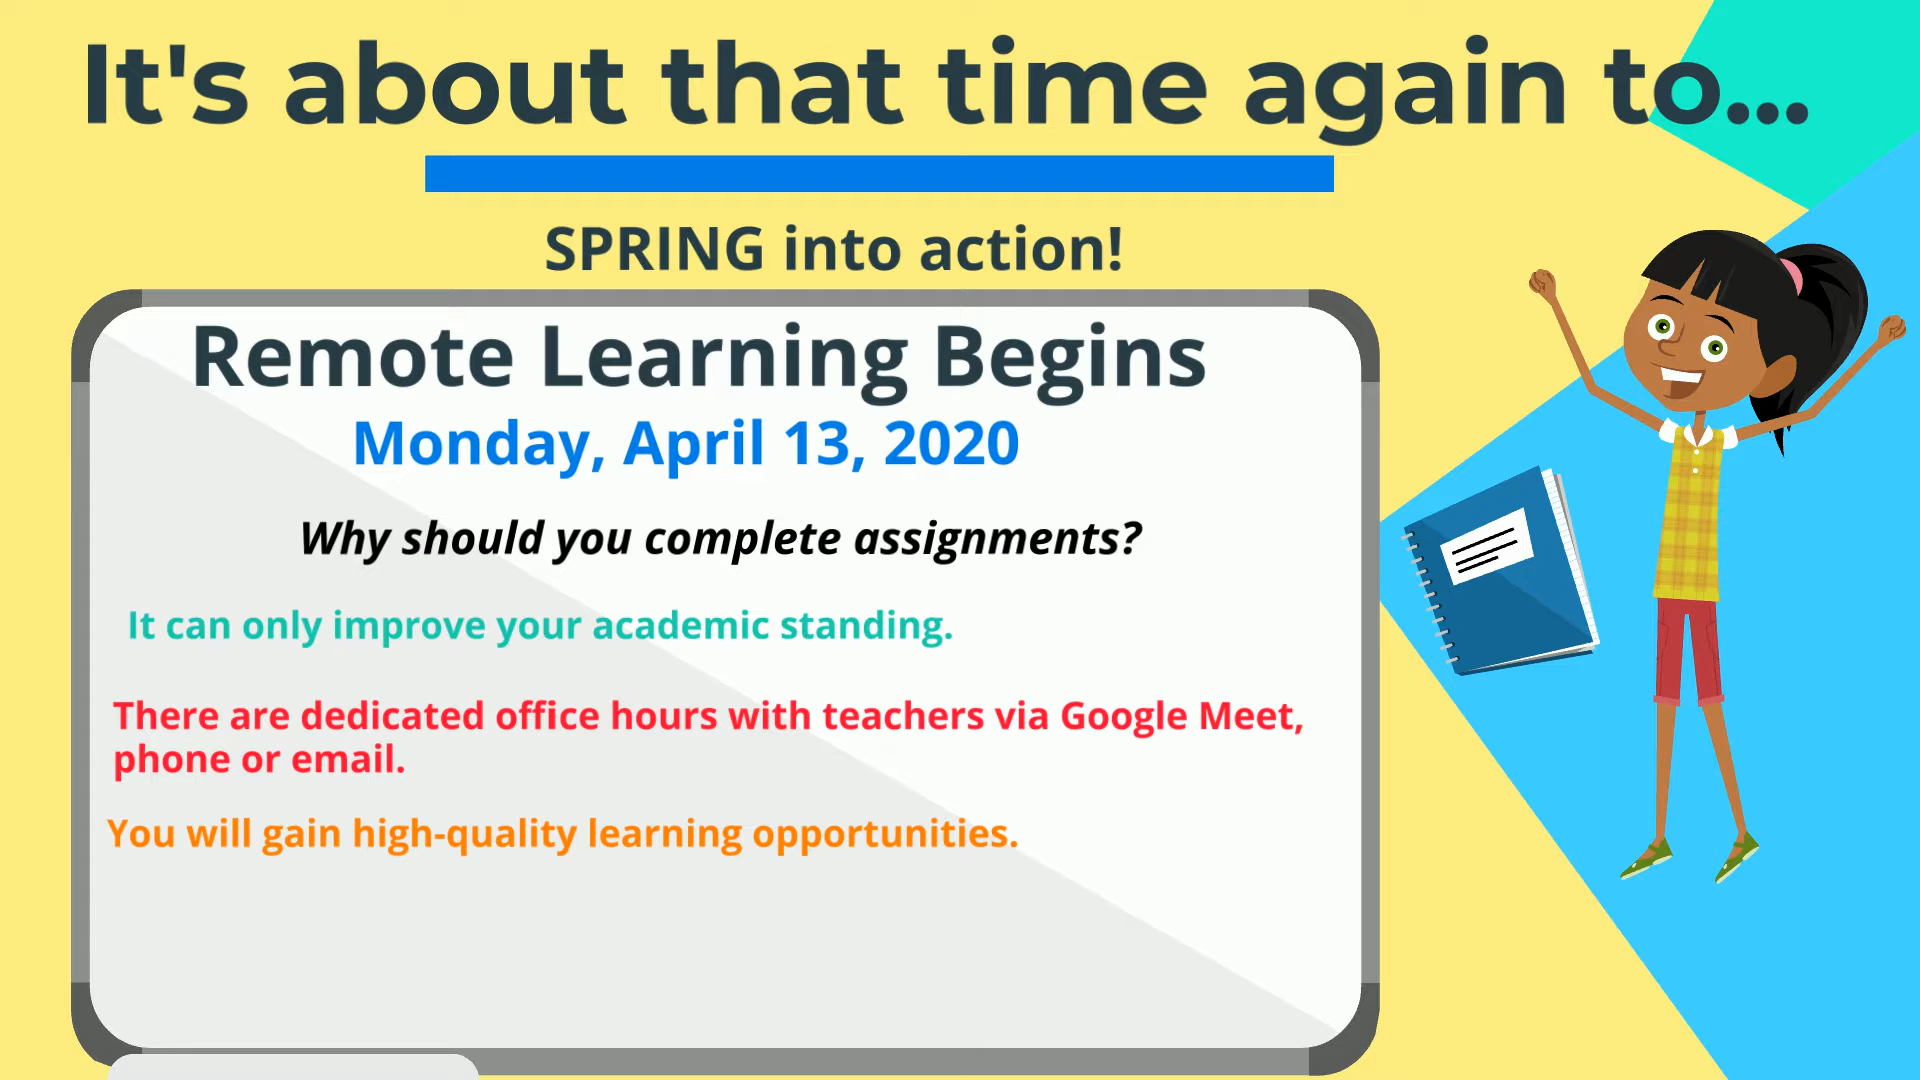 It's about that time again to...
SPRING into action!
Remote Learning Begins
Monday, April 13, 2020
Why should you complete assignments?
It can only improve your academic standing.
There are dedicated office hours with teachers via Google Meet,
phone or email.
You will gain high-quality learning opportunities.